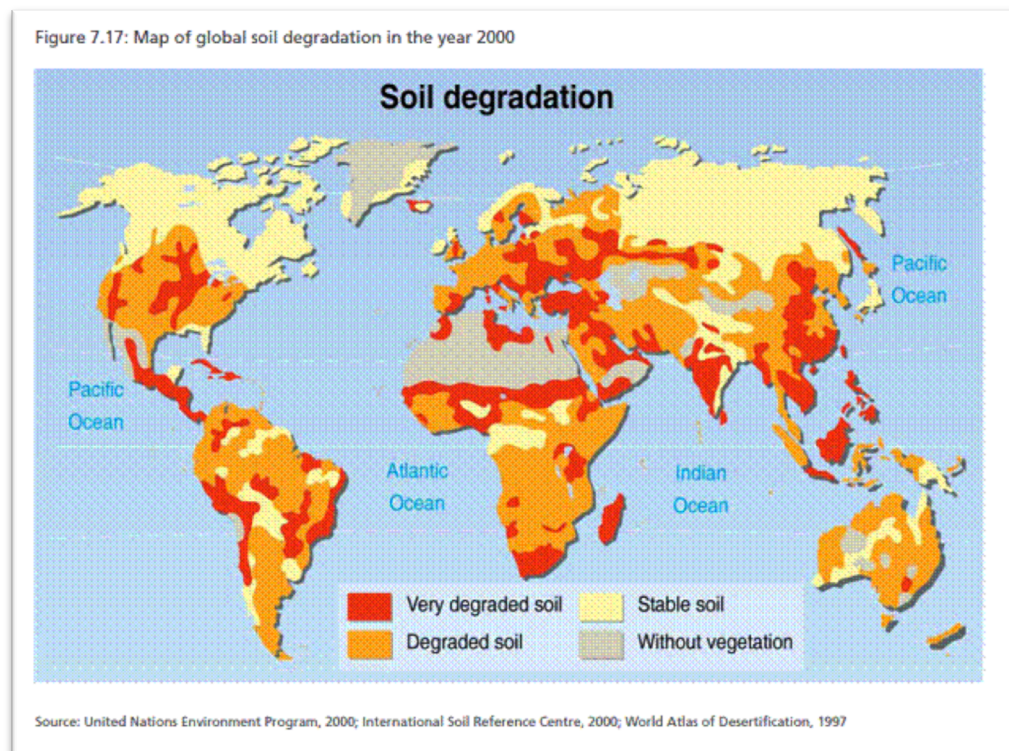 Figure 7.17: Map of global soil degradation in the year 2000
Soil degradation
Pacific
Ocean
Pacific
Ocean
Atlantic
Ocean
Indian
Ocean
Very degraded soil
Stable soil
Degraded soil
Without vegetation
Source: United Nations Environment Program, 2000; International Soil Reference Centre, 2000; World Atlas of Desertification, 1997